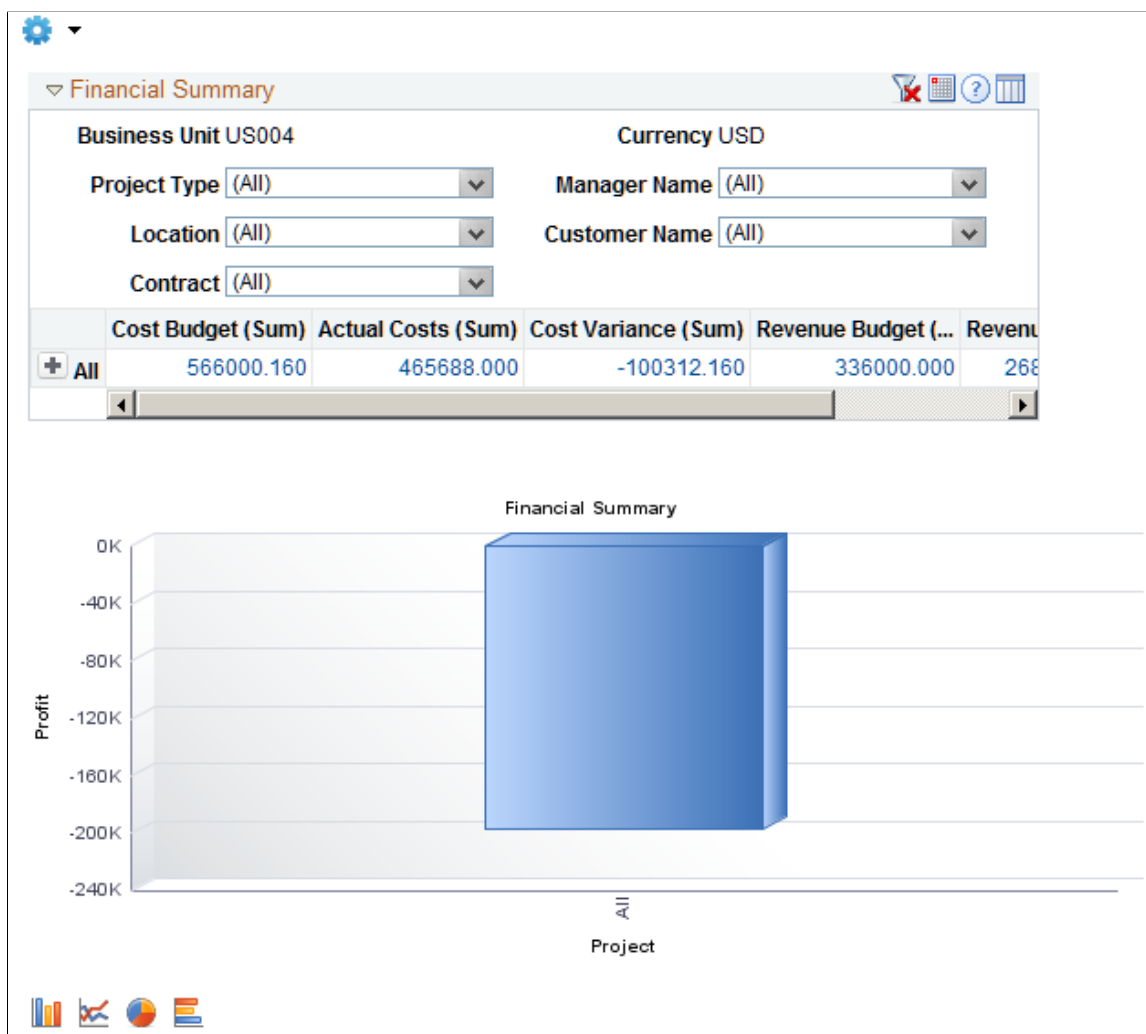 Financial Summary
?
Business Unit US004 Currency USD
Project Type (All) Manager Name (All)
Location (All) Customer Name (All)
Contract (All)
Cost Budget (Sum) Actual Costs (Sum) Cost Variance (Sum) Revenue Budget (... Revenu
All 566000.160 465688.000 -100312.160 336000.000 268
Financial Summary
0K
-40K
-80K
-120K
-160K
-200K
-240K
Profit
All
Project